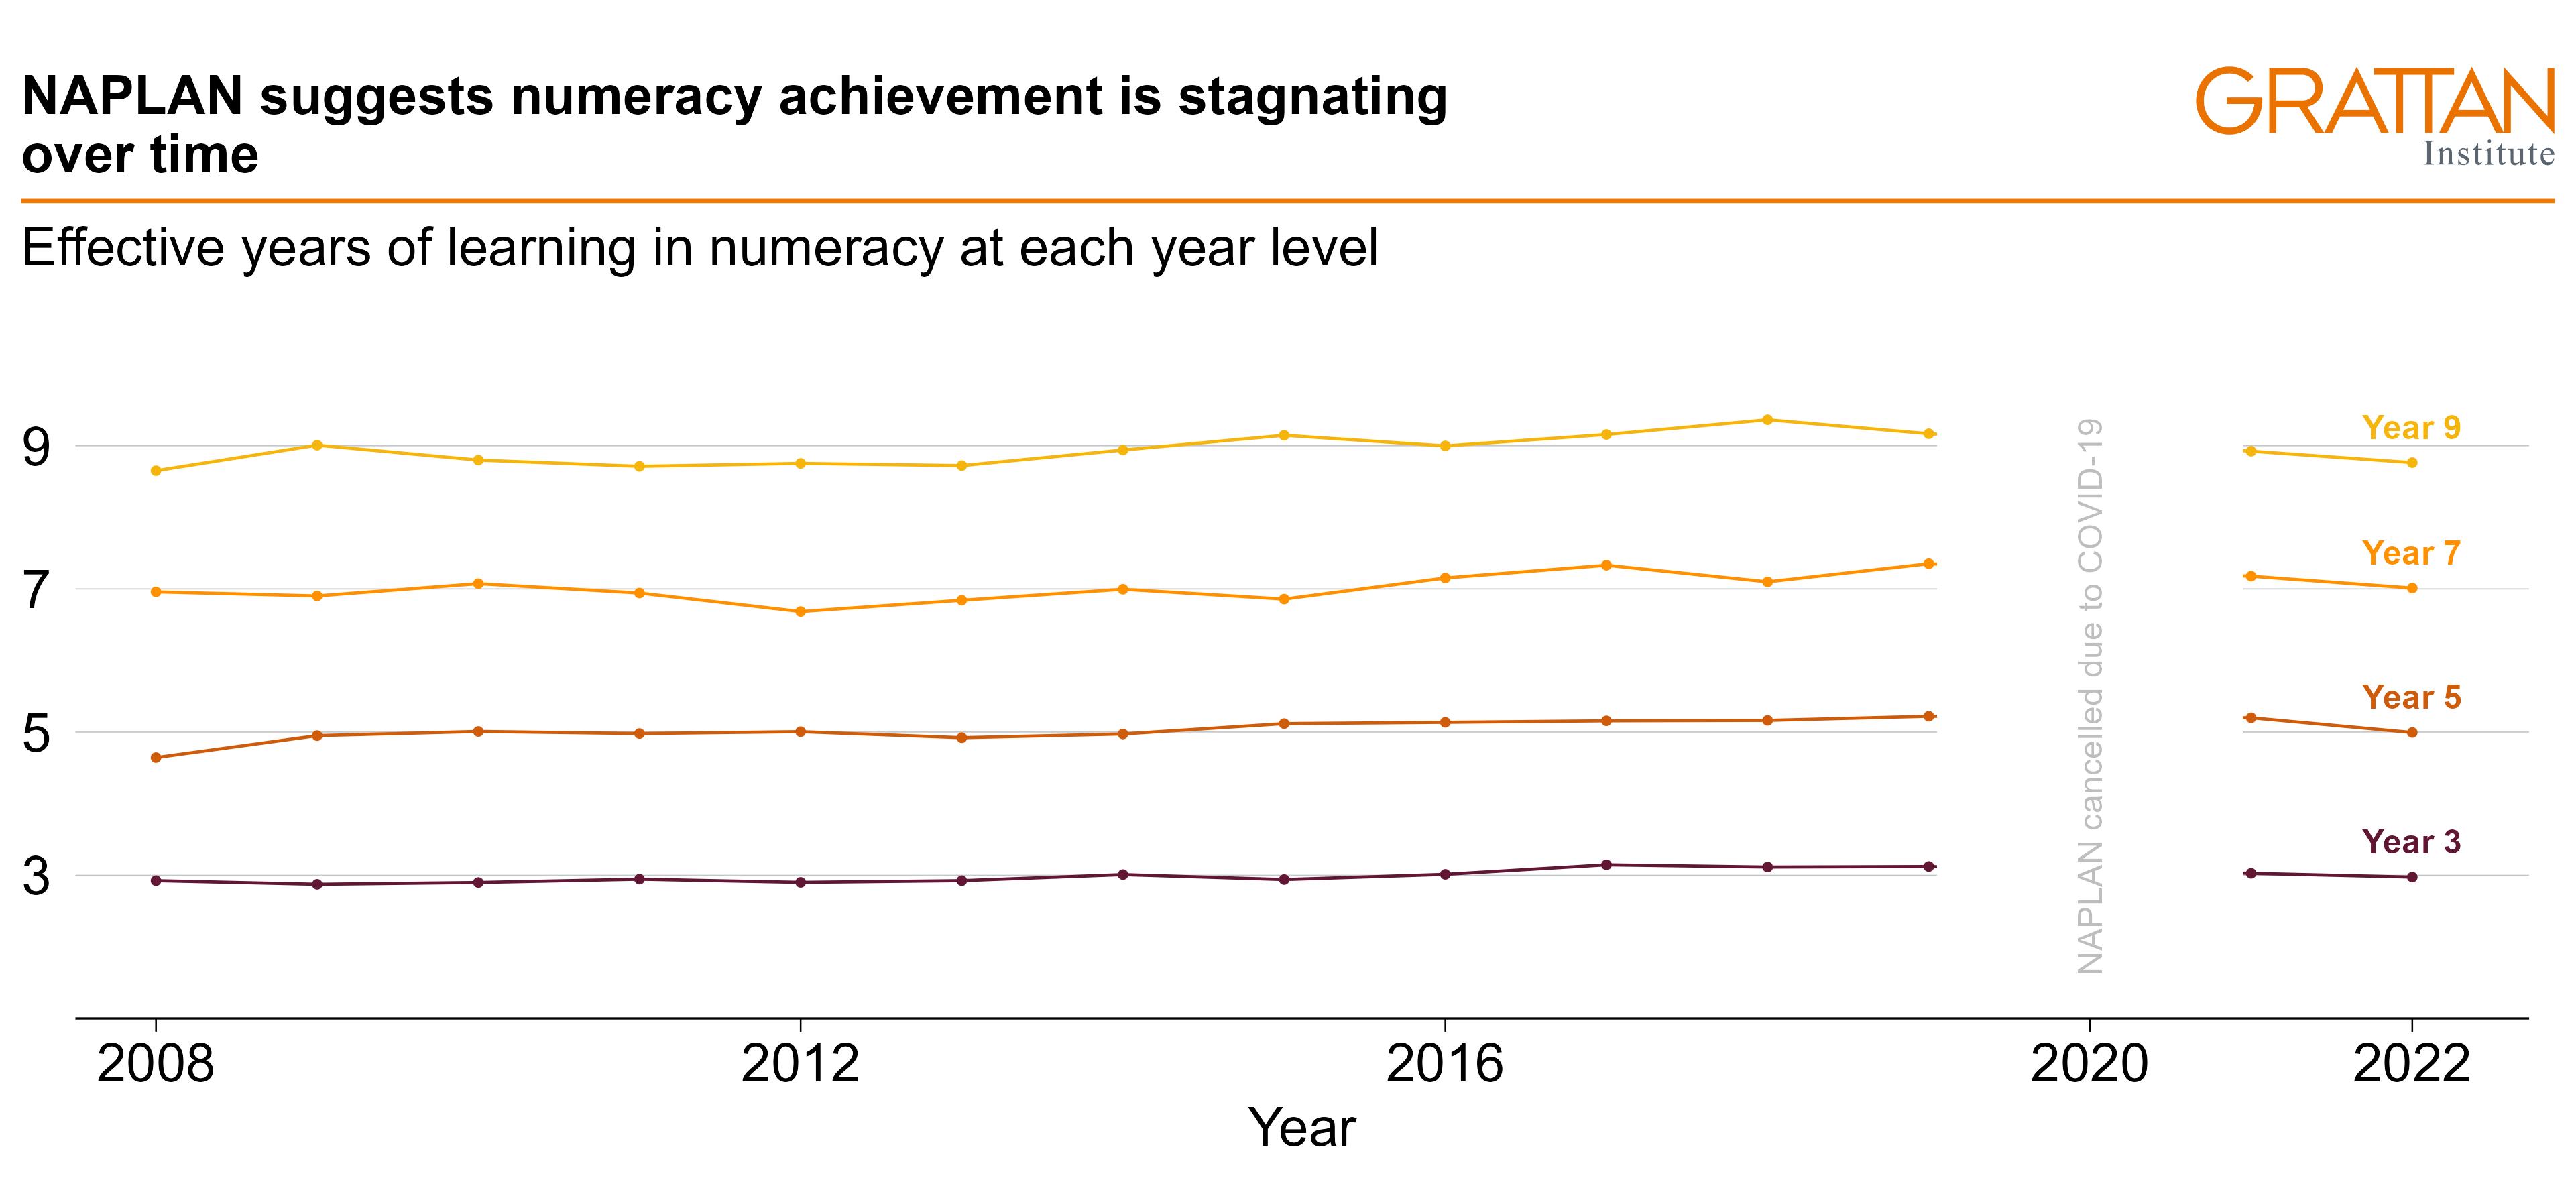 NAPLAN suggests numeracy achievement is stagnating
over time
GRATTAN
Institute
Effective years of learning in numeracy at each year level
9
7
5
3
Year 9
Year 7
Year 5
Year 3
NAPLAN cancelled due to COVID-19
2008
2012
2016
2020
2022
Year